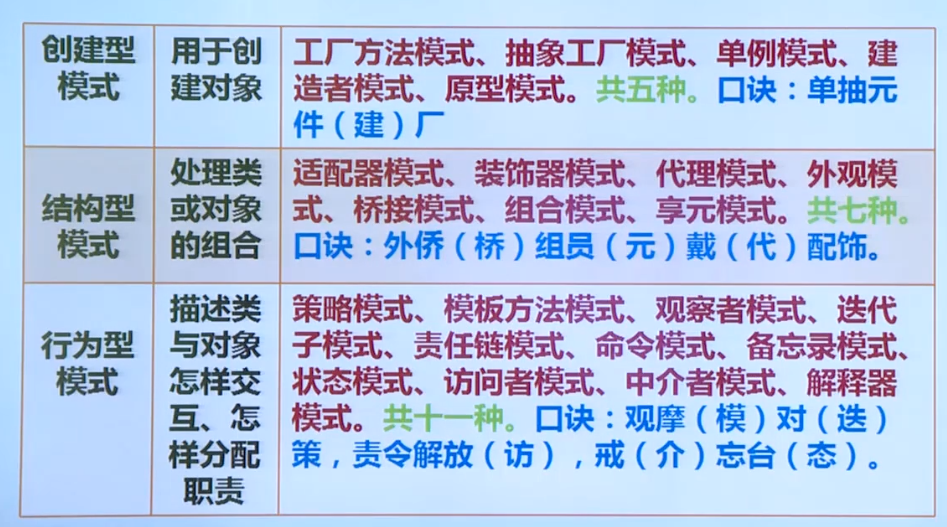 创建型
模式
用于创
建对象
工厂方法模式、抽象工厂模式、单例模式、建
造者模式、原型模式。共五种。口诀：单抽元
件（建）厂
结构型
模式
处理类
或对象
的组合
适配器模式、装饰器模式、代理模式、外观模
式、桥接模式、组合模式、享元模式。共七种。
口诀：外侨（桥）组员（元）戴（代）配饰。
行为型
模式
描述类
与对象
怎样交
互、怎
样分配
职责
策略模式、模板方法模式、观察者模式、迭代
子模式、责任链模式、命令模式、备忘录模式、
状态模式、访问者模式、中介者模式、解释器
模式。共十一种。口诀：观摩（模）对（迭）
策，责令解放（访），戒（介）忘台（态）。